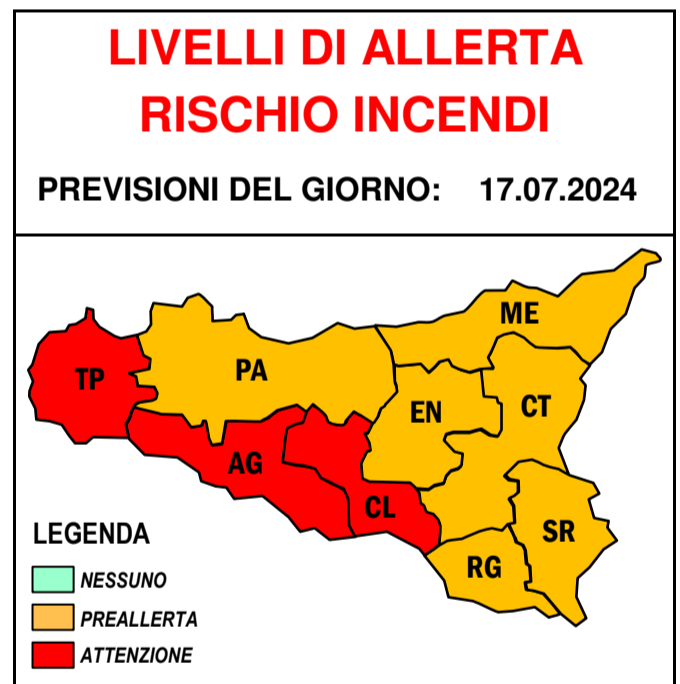 LIVELLI DI ALLERTA
RISCHIO INCENDI
PREVISIONI DEL GIORNO: 17.07.2024
ME
TP
PA
EN
CT
AG
CL
SR
RG
LEGENDA
NESSUNO
PREALLERTA
ATTENZIONE